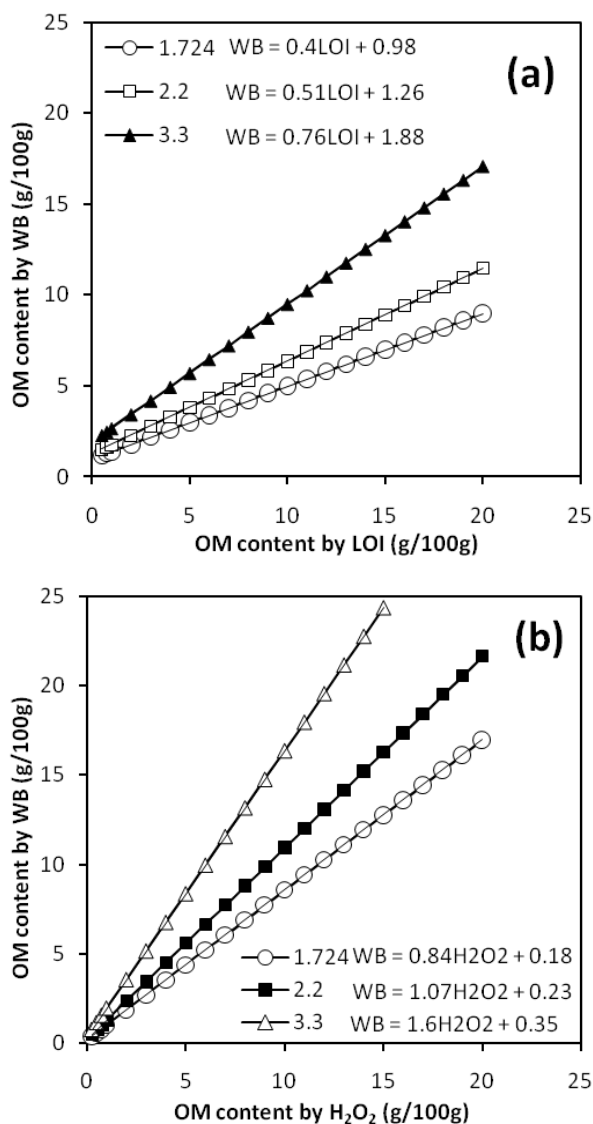 25
20
15
10
5
0
OM content by WB (g/100g)
1.724 WB = 0.4LOI + 0.98
2.2 WB = 0.51LOI + 1.26
3.3 WB = 0.76LOI + 1.88
(a)
0 5 10 15 20 25
OM content by LOI (g/100g)
25
20
15
10
5
0
OM content by WB (g/100g)
(b)
1.724 WB = 0.84H2O2 + 0.18
2.2 WB = 1.07H2O2 + 0.23
3.3 WB = 1.6H2O2 + 0.35
0 5 10 15 20 25
OM content by H₂O₂ (g/100g)